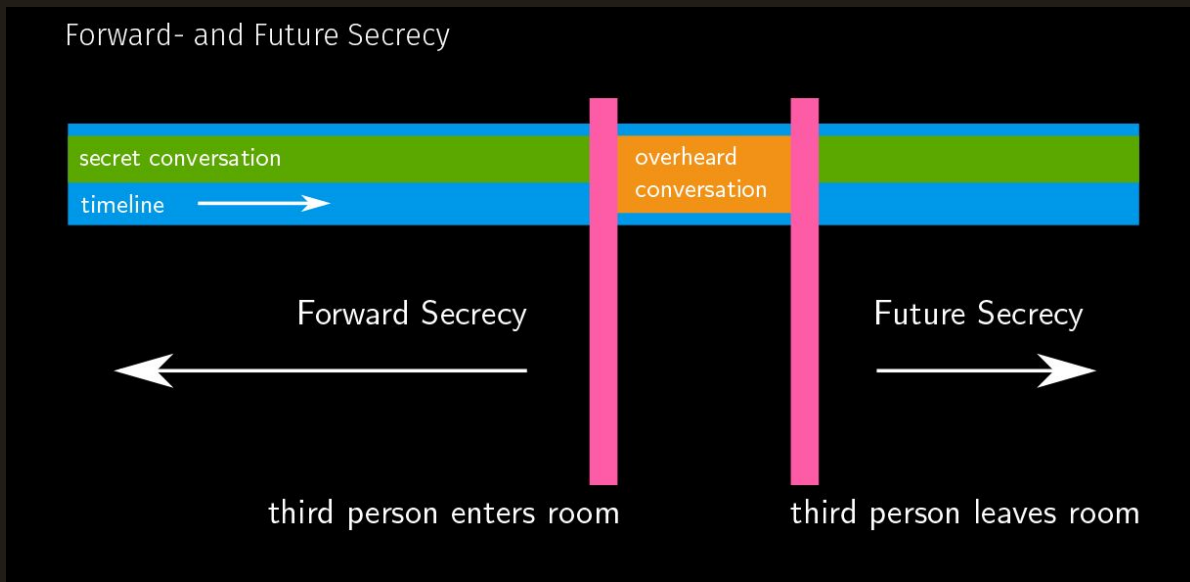 Forward- and Future Secrecy
secret conversation
overheard
conversation
timeline
Forward Secrecy
Future Secrecy
third person enters room
third person leaves room